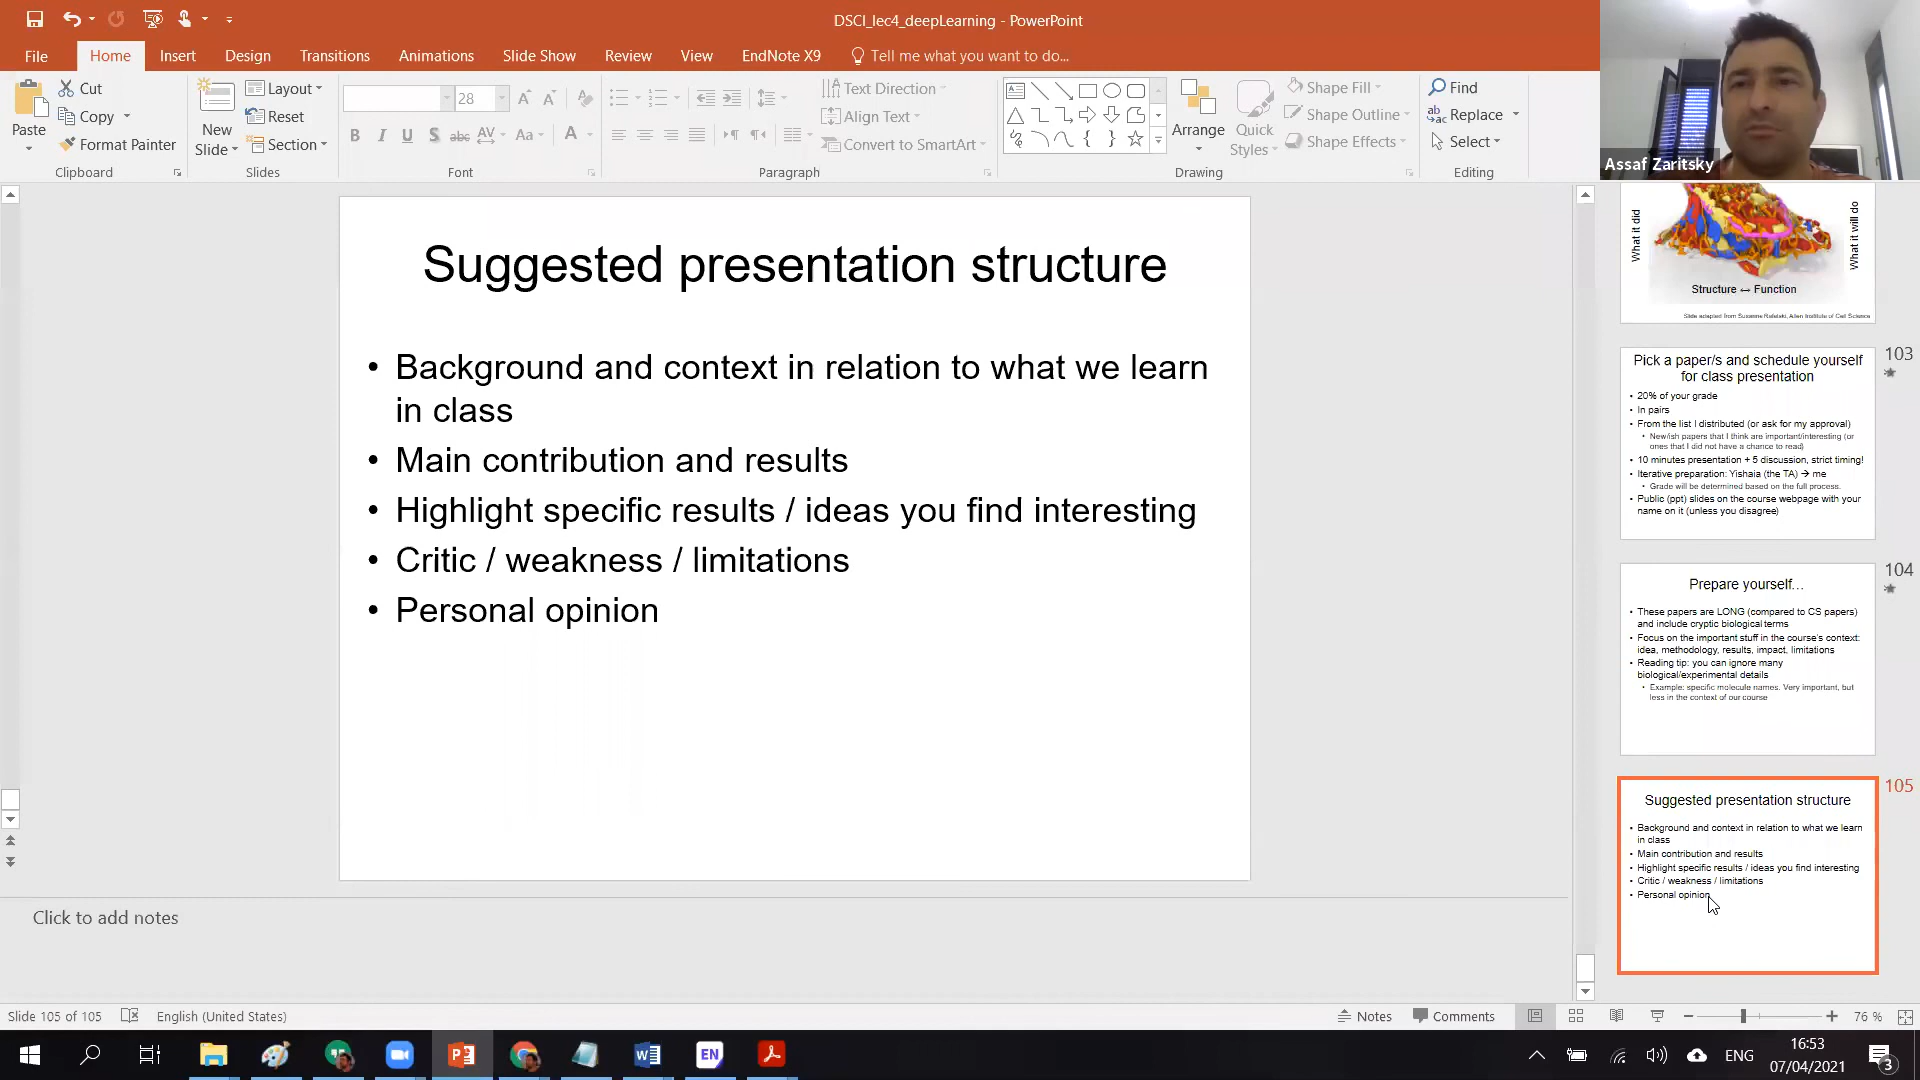 DSCI_lec4_deepLearning - PowerPoint
File
Home
Insert
Design
Transitions
Animations
Slide Show
Review
View
EndNote X9
Tell me what you want to do...
Paste
Cut
Copy
Format Painter
Clipboard
New
Slide
Layout
Reset
Section
Slides
28
B
I
U
S
abc
AV
Aa
A
Font
Text Direction
Align Text
Convert to SmartArt
Paragraph
Arrange
Quick
Styles
Shape Fill
Shape Outline
Shape Effects
Drawing
Find
Replace
Select
Editing
Assaf Zaritsky
Suggested presentation structure
• Background and context in relation to what we learn
in class
• Main contribution and results
• Highlight specific results / ideas you find interesting
• Critic / weakness / limitations
• Personal opinion
Click to add notes
What it did
What it will do
Structure ↔ Function
Slide adapted from Susanne Rafelski, Allen Institute of Cell Science
103
Pick a paper/s and schedule yourself
for class presentation
• 20% of your grade
• In pairs
• From the list I distributed (or ask for my approval)
• New/ish papers that I think are important/interesting (or
ones that I did not have a chance to read)
• 10 minutes presentation + 5 discussion, strict timing!
• Iterative preparation: Yishaia (the TA) → me
• Grade will be determined based on the full process.
• Public (ppt) slides on the course webpage with your
name on it (unless you disagree)
104
Prepare yourself…
• These papers are LONG (compared to CS papers)
and include cryptic biological terms
• Focus on the important stuff in the course's context:
idea, methodology, results, impact, limitations
• Reading tip: you can ignore many
biological/experimental details
• Example: specific molecule names. Very important, but
less in the context of our course
105
Suggested presentation structure
• Background and context in relation to what we learn
in class
• Main contribution and results
• Highlight specific results / ideas you find interesting
• Critic / weakness / limitations
• Personal opinion
Slide 105 of 105
English (United States)
Notes
Comments
76 %
EN
ENG
16:53
07/04/2021
3